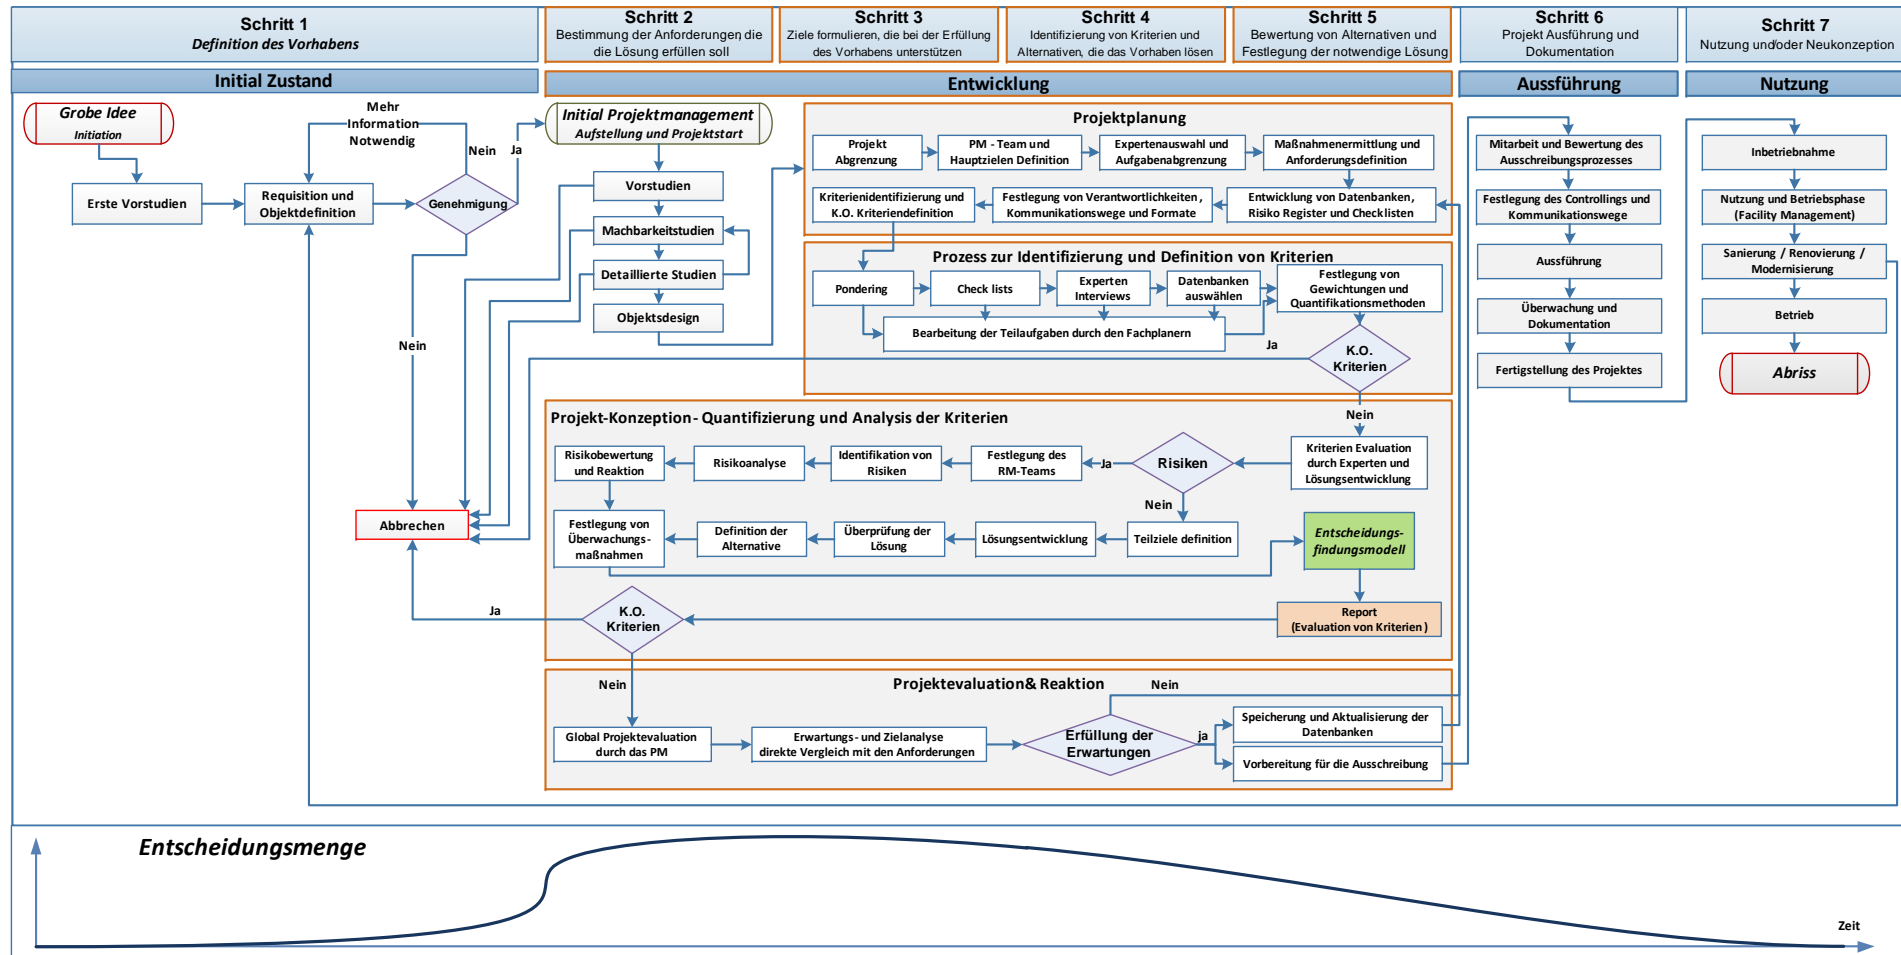 Schritt 1
Definition des Vorhabens
Schritt 2
Bestimmung der Anforderungen, die
die Lösung erfüllen soll
Schritt 3
Ziele formulieren, die bei der Erfüllung
des Vorhabens unterstützen
Schritt 4
Identifizierung von Kriterien und
Alternativen, die das Vorhaben lösen
Schritt 5
Bewertung von Alternativen und
Festlegung der notwendige Lösung
Schritt 6
Projekt Ausführung und
Dokumentation
Schritt 7
Nutzung und/oder Neukonzeption
Initial Zustand
Entwicklung
Aussführung
Nutzung
Grobe Idee
Initiation
Mehr
Information
Notwendig
Nein
Ja
Erste Vorstudien
Requisition und
Objektdefinition
Genehmigung
Nein
Abbrechen
Initial Projektmanagement
Aufstellung und Projektstart
Vorstudien
Machbarkeitstudien
Detaillierte Studien
Objektsdesign
Projektplanung
Projekt
Abgrenzung
PM - Team und
Hauptzielen Definition
Expertenauswahl und
Aufgabenabgrenzung
Maßnahmenermittlung und
Anforderungsdefinition
Kriterienidentifizierung und
K.O. Kriteriendefinition
Festlegung von Verantwortlichkeiten ,
Kommunikationswege und Formate
Entwicklung von Datenbanken ,
Risiko Register und Checklisten
Prozess zur Identifizierung und Definition von Kriterien
Pondering
Check lists
Experten
Interviews
Datenbanken
auswählen
Festlegung von
Gewichtungen und
Quantifikationsmethoden
Bearbeitung der Teilaufgaben durch den Fachplanern
Ja
K.O.
Kriterien
Nein
Projekt-Konzeption- Quantifizierung und Analysis der Kriterien
Risikobewertung
und Reaktion
Risikoanalyse
Identifikation von
Risiken
Festlegung des
RM-Teams
Ja
Risiken
Kriterien Evaluation
durch Experten und
Lösungsentwicklung
Nein
Festlegung von
Überwachungs-
maßnahmen
Definition der
Alternative
Überprüfung der
Lösung
Lösungsentwicklung
Teilziele definition
Entscheidungs-
findungsmodell
Ja
K.O.
Kriterien
Report
(Evaluation von Kriterien )
Nein
Projektevaluation& Reaktion
Nein
Global Projektevaluation
durch das PM
Erwartungs- und Zielanalyse
direkte Vergleich mit den Anforderungen
Erfüllung der
Erwartungen
ja
Speicherung und Aktualisierung der
Datenbanken
Vorbereitung für die Ausschreibung
Mitarbeit und Bewertung des
Ausschreibungsprozesses
Festlegung des Controllings und
Kommunikationswege
Ausführung
Überwachung und
Dokumentation
Fertigstellung des Projektes
Inbetriebnahme
Nutzung und Betriebsphase
(Facility Management)
Sanierung / Renovierung /
Modernisierung
Betrieb
Abriss
Entscheidungsmenge
Zeit